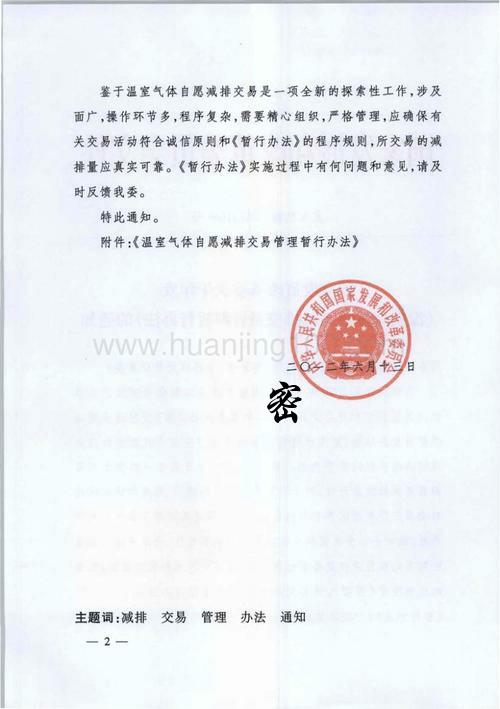 鉴于温室气体自愿减排交易是一项全新的探索性工作,涉及
面广,操作环节多,程序复杂,需要精心组织,严格管理,应确保有
关交易活动符合诚信原则和《暂行办法》的程序规则,所交易的减
排量应真实可靠。《暂行办法》实施过程中有何问题和意见,请及
时反馈我委。
特此通知。
附件:《温室气体自愿减排交易管理暂行办法》
中华人民共和国国家发展和改革委员会
www.huanjing
二〇一二年六月十三日
密
主题词:减排 交易 管理 办法 通知
— 2 —